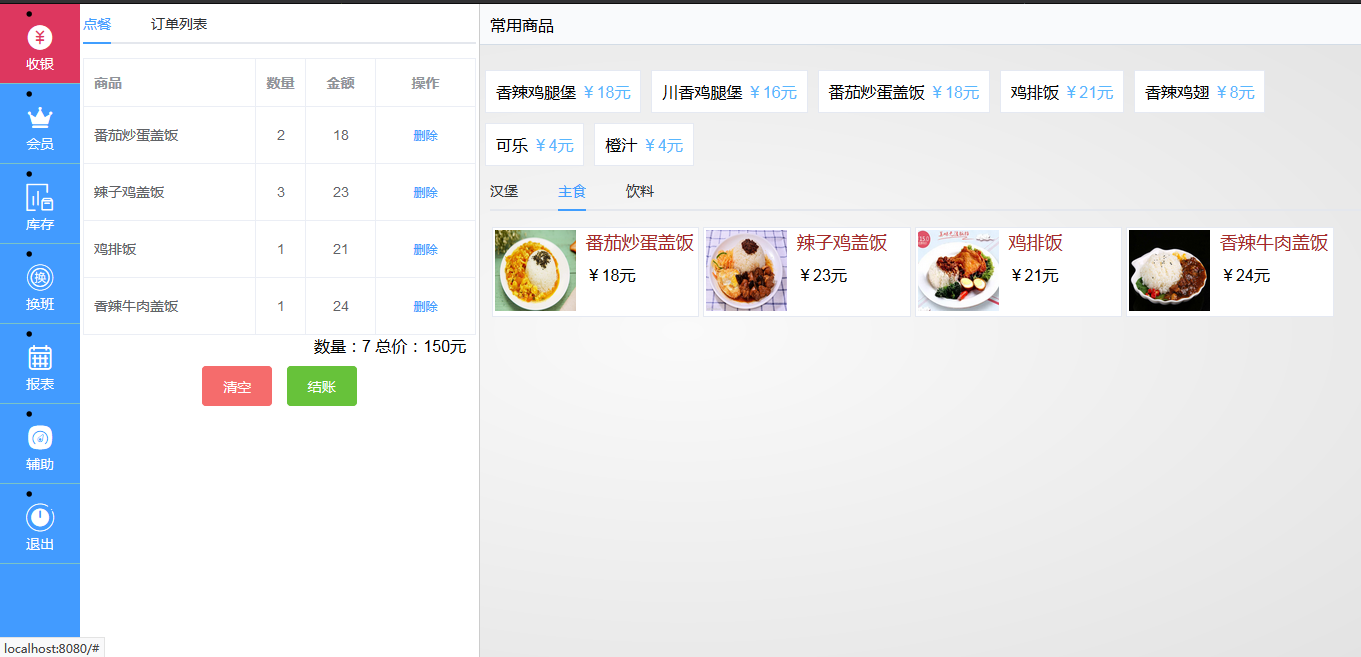 收银
会员
库存
换
换班
报表
辅助
退出
点餐 订单列表
商品 数量 金额 操作
番茄炒蛋盖饭 2 18 删除
辣子鸡盖饭 3 23 删除
鸡排饭 1 21 删除
香辣牛肉盖饭 1 24 删除
数量：7 总价：150元
清空 结账
常用商品
香辣鸡腿堡 ￥18元 川香鸡腿堡 ￥16元 番茄炒蛋盖饭 ￥18元 鸡排饭 ￥21元 香辣鸡翅 ￥8元
可乐 ￥4元 橙汁 ￥4元
汉堡 主食 饮料
番茄炒蛋盖饭 辣子鸡盖饭 鸡排饭 香辣牛肉盖饭
￥18元 ￥23元 ￥21元 ￥24元
localhost:8080/#